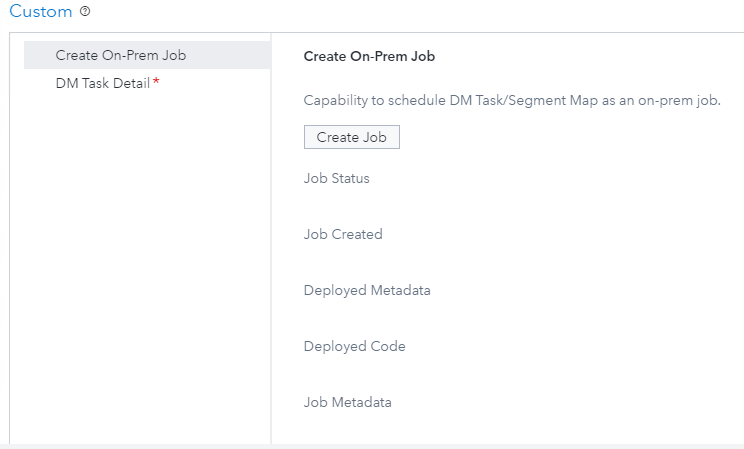 Custom
Create On-Prem Job
DM Task Detail*
Create On-Prem Job
Capability to schedule DM Task/Segment Map as an on-prem job.
Create Job
Job Status
Job Created
Deployed Metadata
Deployed Code
Job Metadata